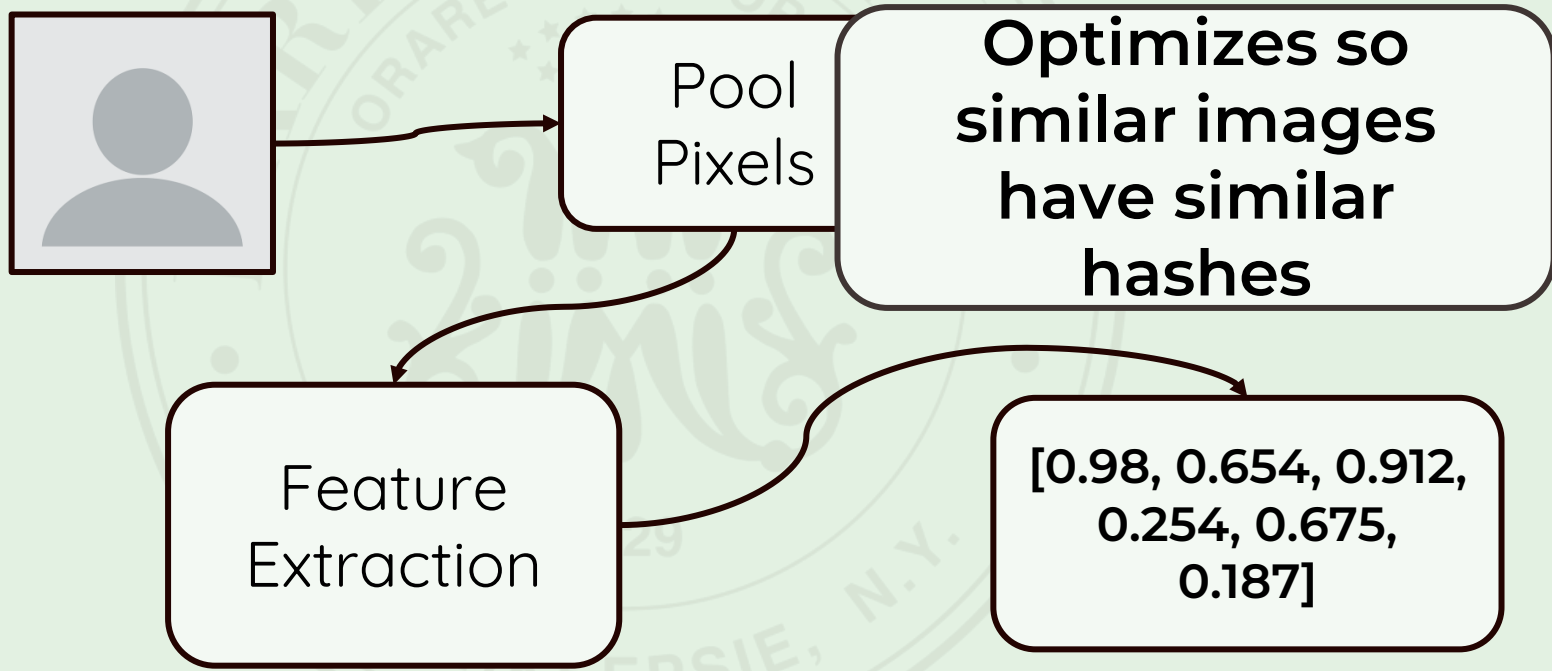 Pool
Pixels
Optimizes so
similar images
have similar
hashes
Feature
Extraction
[0.98, 0.654, 0.912,
0.254, 0.675,
0.187]
29
N.Y.